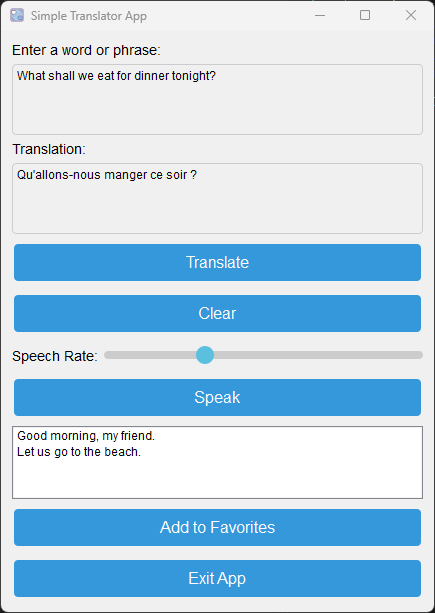 Simple Translator App
Enter a word or phrase:
What shall we eat for dinner tonight?
Translation:
Qu'allons-nous manger ce soir ?
Translate
Clear
Speech Rate:
Speak
Good morning, my friend.
Let us go to the beach.
Add to Favorites
Exit App